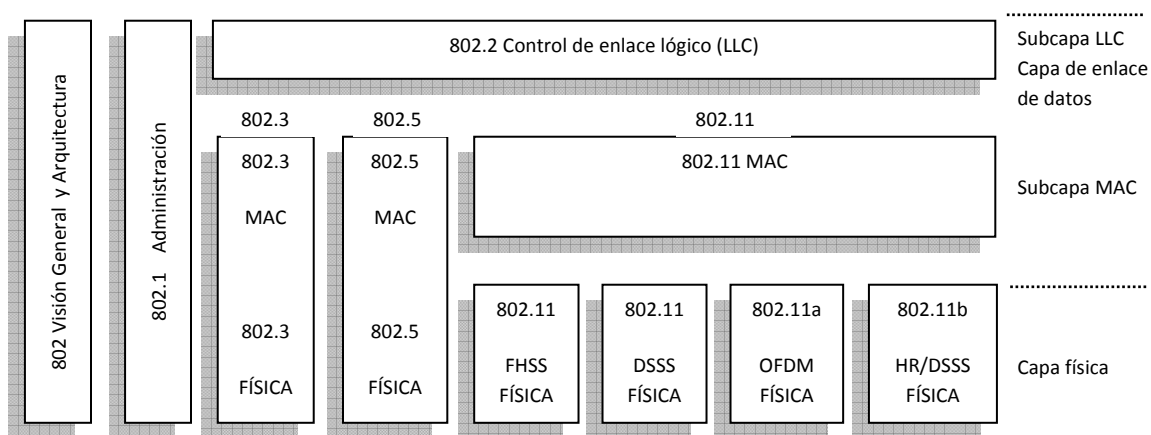 802 Visión General y Arquitectura
802.1 Administración
802.2 Control de enlace lógico (LLC)
Subcapa LLC
Capa de enlace
de datos
802.3
802.5
802.11
802.3
MAC
802.3
FÍSICA
802.5
MAC
802.5
FÍSICA
802.11 MAC
Subcapa MAC
802.11
FHSS
FÍSICA
802.11
DSSS
FÍSICA
802.11a
OFDM
FÍSICA
802.11b
HR/DSSS
FÍSICA
Capa física